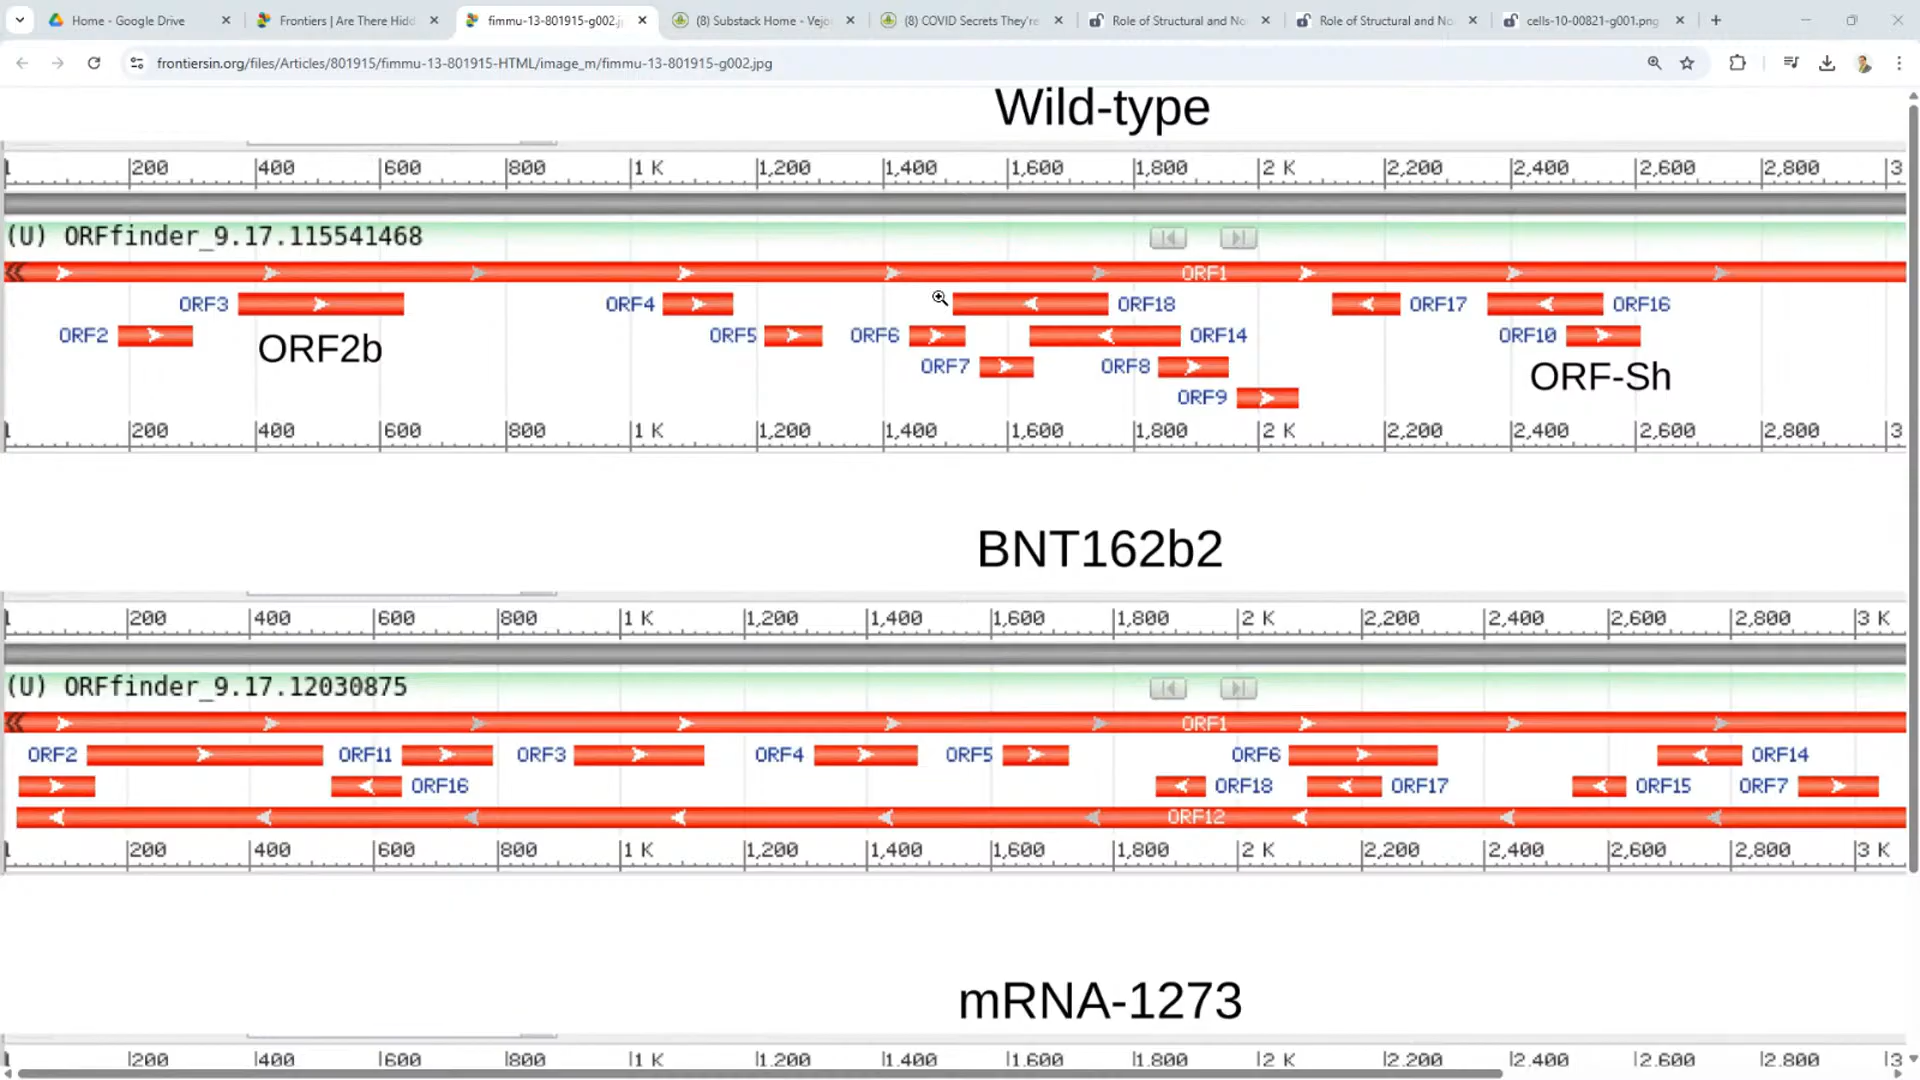 Home - Google Drive
Frontiers | Are There Hidd
fimmu-13-801915-g002.j
(8) Substack Home - Vejo
(8) COVID Secrets They're
Role of Structural and No
Role of Structural and No
cells-10-00821-g001.png
frontiersin.org/files/Articles/801915/fimmu-13-801915-HTML/image_m/fimmu-13-801915-g002.jpg
Wild-type
1 200 400 600 800 1 K 1,200 1,400 1,600 1,800 2 K 2,200 2,400 2,600 2,800 3
(U) ORFfinder_9.17.115541468
ORF1
ORF3 ORF4 ORF18 ORF17 ORF16
ORF2 ORF5 ORF6 ORF14 ORF10
ORF2b
ORF7 ORF8
ORF-Sh
ORF9
1 200 400 600 800 1 K 1,200 1,400 1,600 1,800 2 K 2,200 2,400 2,600 2,800 3
BNT162b2
1 200 400 600 800 1 K 1,200 1,400 1,600 1,800 2 K 2,200 2,400 2,600 2,800 3 K
(U) ORFfinder_9.17.12030875
ORF1
ORF2 ORF11 ORF3 ORF4 ORF5 ORF6 ORF14
ORF16 ORF18 ORF17 ORF15 ORF7
ORF12
1 200 400 600 800 1 K 1,200 1,400 1,600 1,800 2 K 2,200 2,400 2,600 2,800 3 K
mRNA-1273
1 200 400 600 800 1 K 1,200 1,400 1,600 1,800 2 K 2,200 2,400 2,600 2,800 3